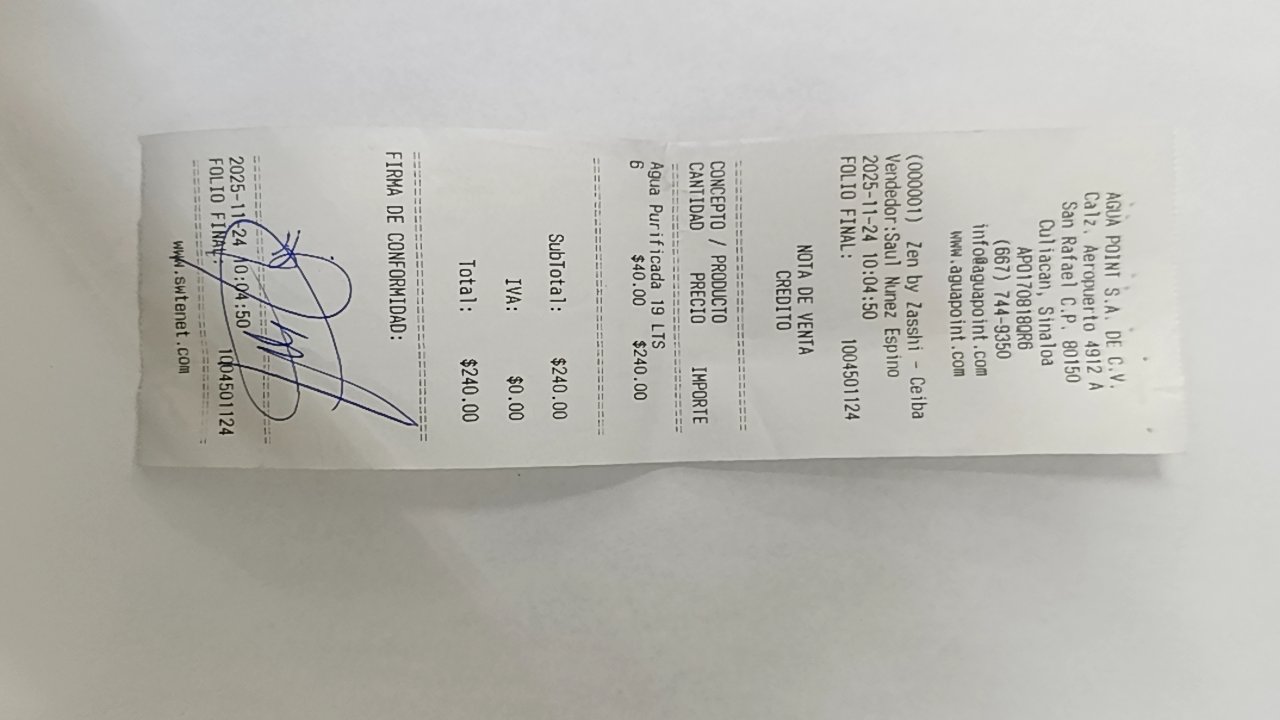 AGUA POINT S.A. DE C.V.
Calz. Aeropuerto 4912 A
San Rafael C.P. 80150
Culiacan, Sinaloa
APO170818QR6
(667) 744-9350
info@aguapoint.com
www.aguapoint.com
(000001) Zen by Zasshi - Ceiba
Vendedor:Saul Nunez Espino
2025-11-24 10:04:50
FOLIO FINAL: 1004501124
NOTA DE VENTA
CREDITO
CONCEPTO / PRODUCTO
CANTIDAD PRECIO IMPORTE
Agua Purificada 19 LTS
6 $40.00 $240.00
SubTotal: $240.00
IVA: $0.00
Total: $240.00
FIRMA DE CONFORMIDAD:
2025-11-24 10:04:50
FOLIO FINAL 1004501124
www.swtenet.com